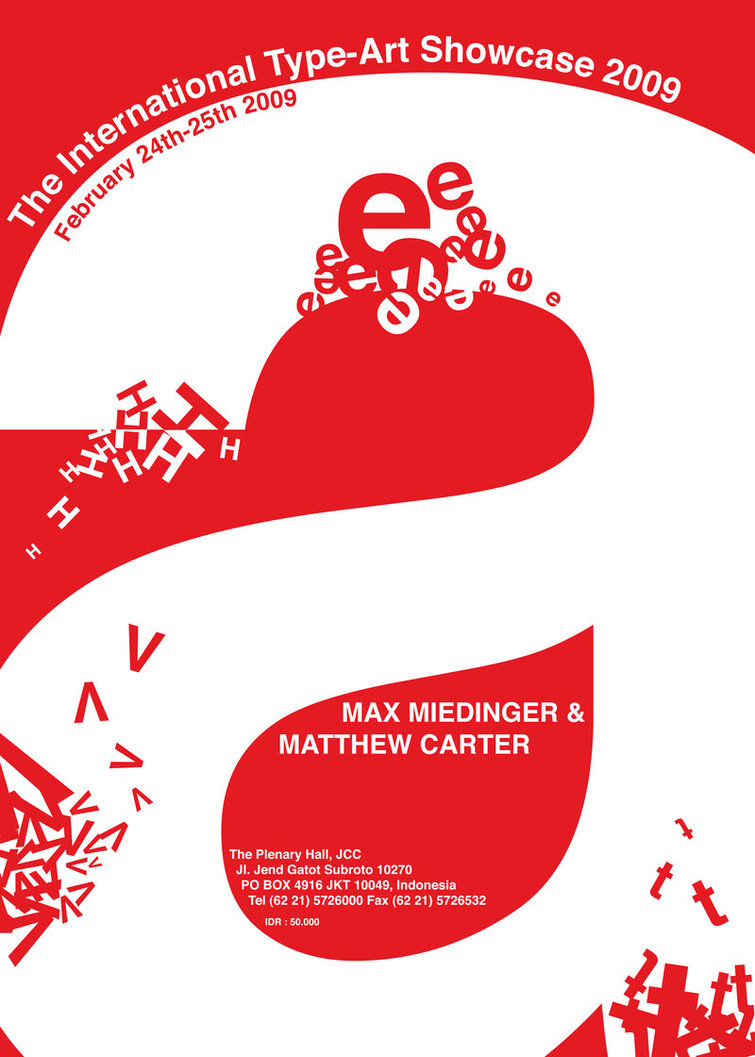 The International Type-Art Showcase 2009
February 24th-25th 2009
e e e e e e e e e e e e e e e e e
H H H H H H H H H H H
a
V V V V V V V V V
MAX MIEDINGER &
MATTHEW CARTER
The Plenary Hall, JCC
Jl. Jend Gatot Subroto 10270
PO BOX 4916 JKT 10049, Indonesia
Tel (62 21) 5726000 Fax (62 21) 5726532
IDR : 50.000
t t t t t t t t